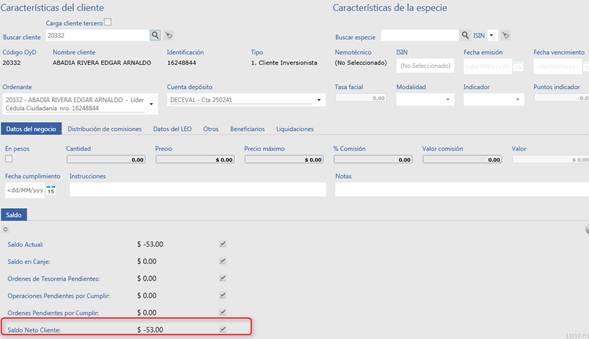 Características del cliente
Características de la especie
Carga cliente tercero
Buscar cliente 20332
Buscar especie ISIN
Código OyD Nombre cliente Identificación Tipo
20332 ABADIA RIVERA EDGAR ARNALDO 16248844 1. Cliente Inversionista
Nemotécnico ISIN Fecha emisión Fecha vencimiento
(No Seleccionado) (No Seleccionado)
Ordenante Cuenta depósito
20332 - ABADIA RIVERA EDGAR ARNALDO - Lider
Cédula Ciudadanía nro. 16248844
DECEVAL - Cta 250241
Tasa facial Modalidad Indicador Puntos indicador
0.00 0.00
Datos del negocio Distribución de comisiones Datos del LEO Otros Beneficiarios Liquidaciones
En pesos Cantidad Precio Precio máximo % Comisión Valor comisión Valor
0.00 $ 0.00 $ 0.00 0.00 0.00 $ 0.00
Fecha cumplimiento Instrucciones Notas
<dd/MM/yyy 15
Saldo
Saldo Actual: $ -53.00
Saldo en Canje: $ 0.00
Ordenes de Tesoreria Pendientes: $ 0.00
Operaciones Pendientes por Cumplir: $ 0.00
Ordenes Pendientes por Cumplir: $ 0.00
Saldo Neto Cliente: $ -53.00